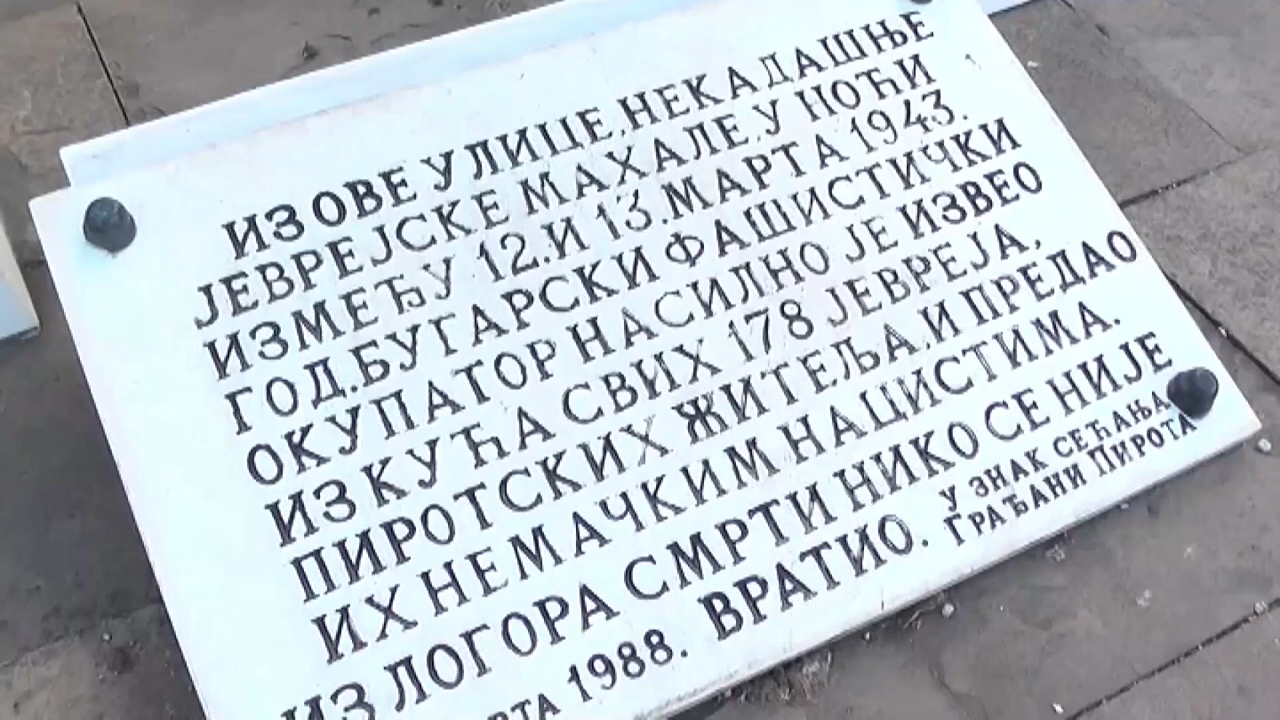 ИЗ ОВЕ УЛИЦЕ, НЕКАДАШЊЕ
ЈЕВРЕЈСКЕ МАХАЛЕ, У НОЋИ
ИЗМЕЂУ 12. И 13. МАРТА 1943.
ГОД. БУГАРСКИ ФАШИСТИЧКИ
ОКУПАТОР НАСИЛНО ЈЕ ИЗВЕО
ИЗ КУЋА СВИХ 178 ЈЕВРЕЈА,
ПИРОТСКИХ ЖИТЕЉА, И ПРЕДАО
ИХ НЕМАЧКИМ НАЦИСТИМА.
ИЗ ЛОГОРА СМРТИ НИКО СЕ НИЈЕ
ВРАТИО.
1988.
У ЗНАК СЕЋАЊА
ГРАЂАНИ ПИРОТА